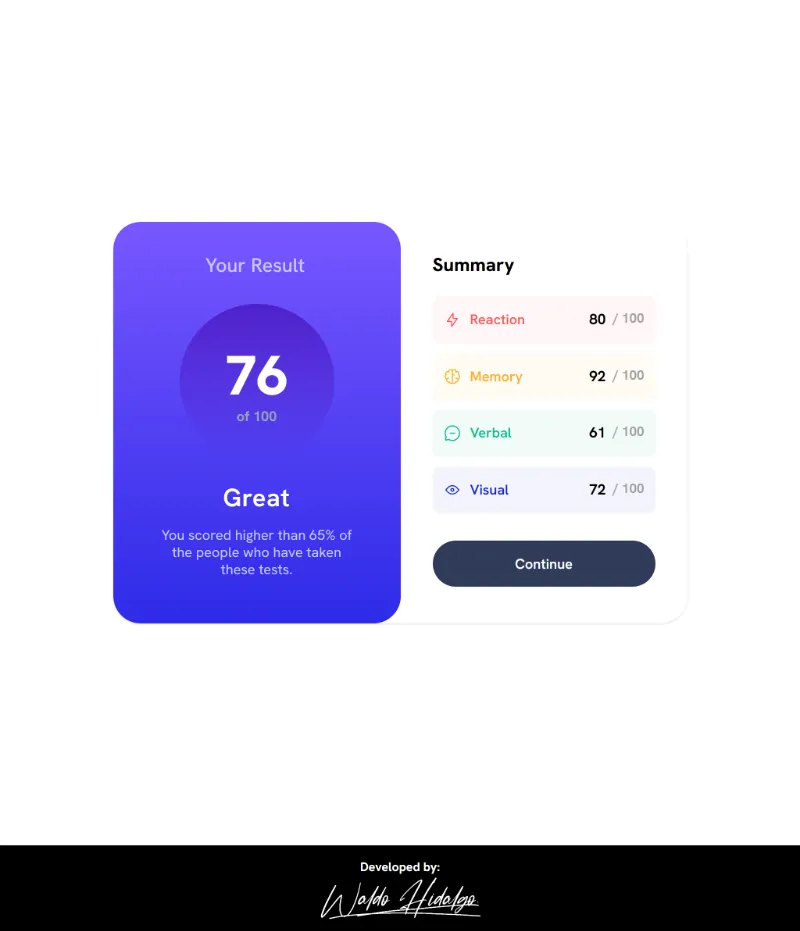 Your Result
76
of 100
Great
You scored higher than 65% of
the people who have taken
these tests.
Summary
Reaction 80 / 100
Memory 92 / 100
Verbal 61 / 100
Visual 72 / 100
Continue
Developed by:
Waldo Hidalgo